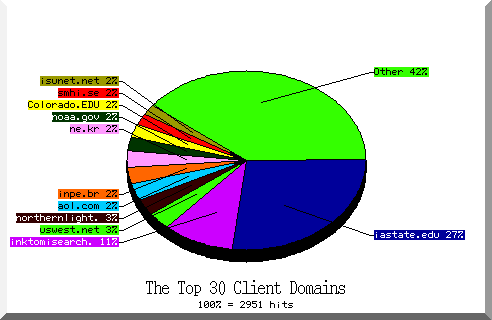 Other 42%
isunet.net 2%
smhi.se 2%
Colorado.EDU 2%
noaa.gov 2%
ne.kr 2%
inpe.br 2%
aol.com 2%
northernlight. 3%
uswest.net 3%
inktomisearch. 11%
iastate.edu 27%
The Top 30 Client Domains
100% = 2951 hits